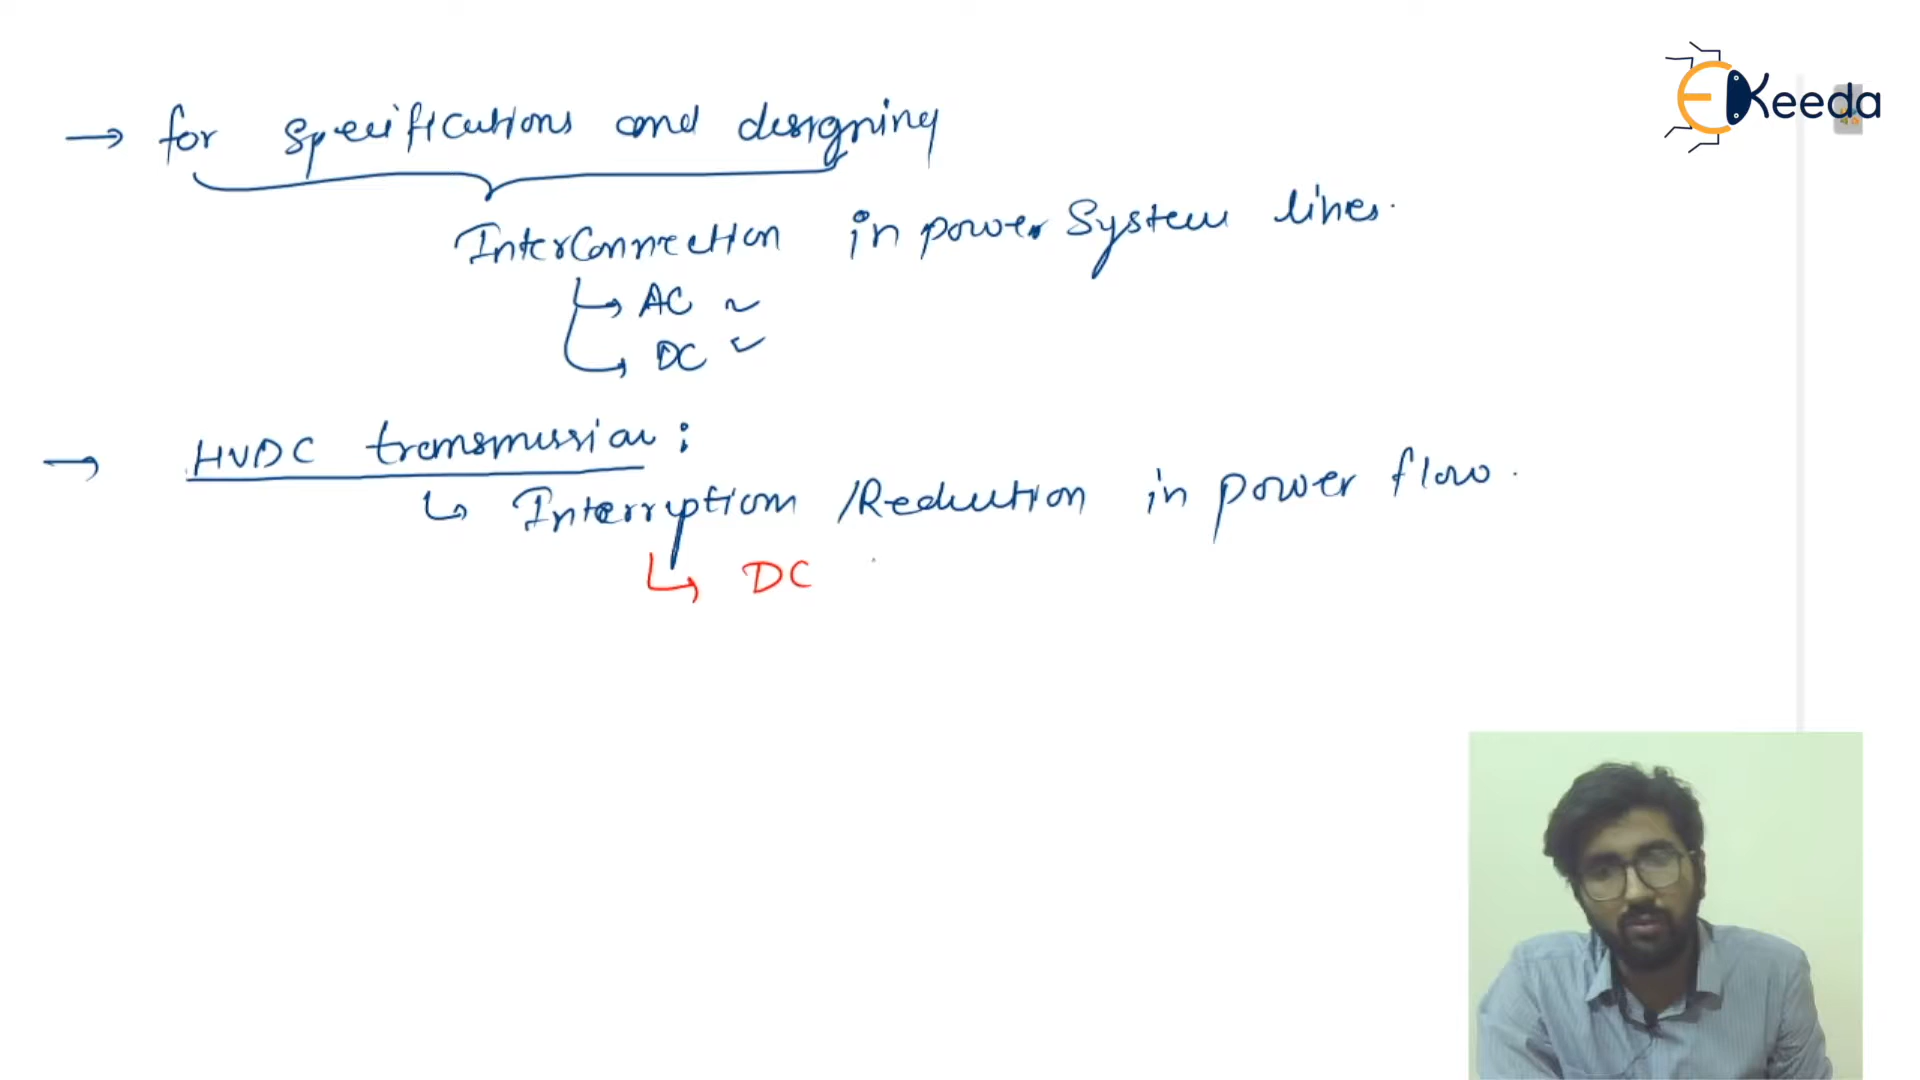 EKeeda
→ for specifications and designing
Interconnection in power system lines.
↳ AC ~
↳ DC ✓
→ HVDC transmission :
↳ Interruption /Reduction in power flow.
↳ DC